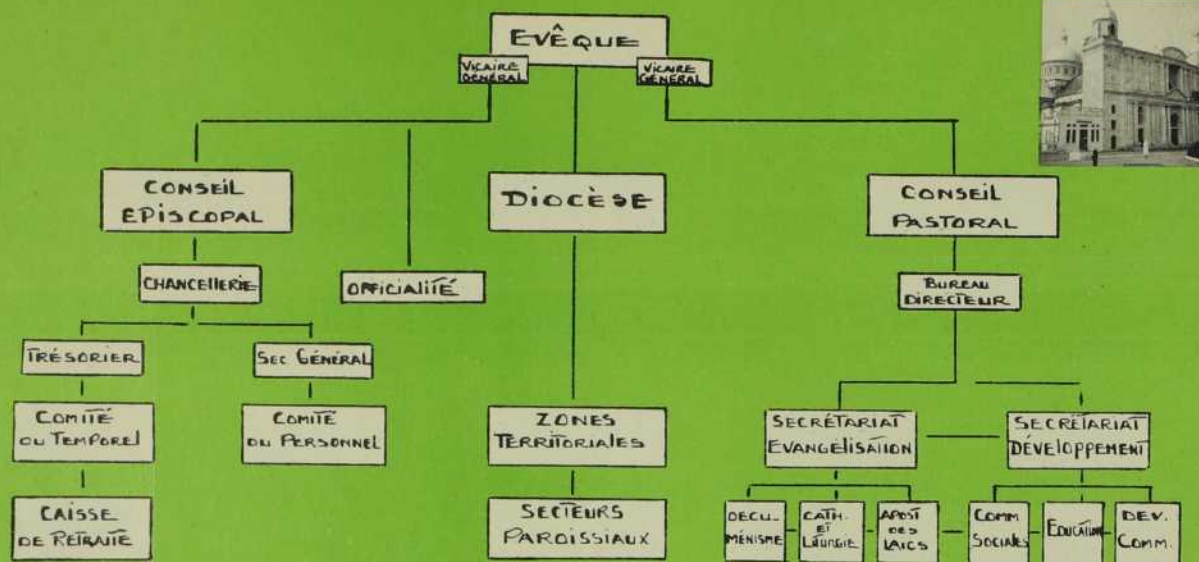 EVÊQUE
VICAIRE
GÉNÉRAL
VICAIRE
GÉNÉRAL
CONSEIL
EPISCOPAL
DIOCÈSE
CONSEIL
PASTORAL
CHANCELLERIE
OFFICIALITÉ
BUREAU
DIRECTEUR
TRÉSORIER
SEC GÉNÉRAL
COMITÉ
DU TEMPOREL
COMITÉ
DU PERSONNEL
ZONES
TERRITORIALES
SECRÉTARIAT
EVANGÉLISATION
SECRÉTARIAT
DÉVELOPPEMENT
CAISSE
DE RETRAITE
SECTEURS
PAROISSIAUX
OECU-
MÉNISME
CATH.
ET
LITURGIE
APOST
DES
LAICS
COMM
SOCIALES
EDUCATION
DEV.
COMM.